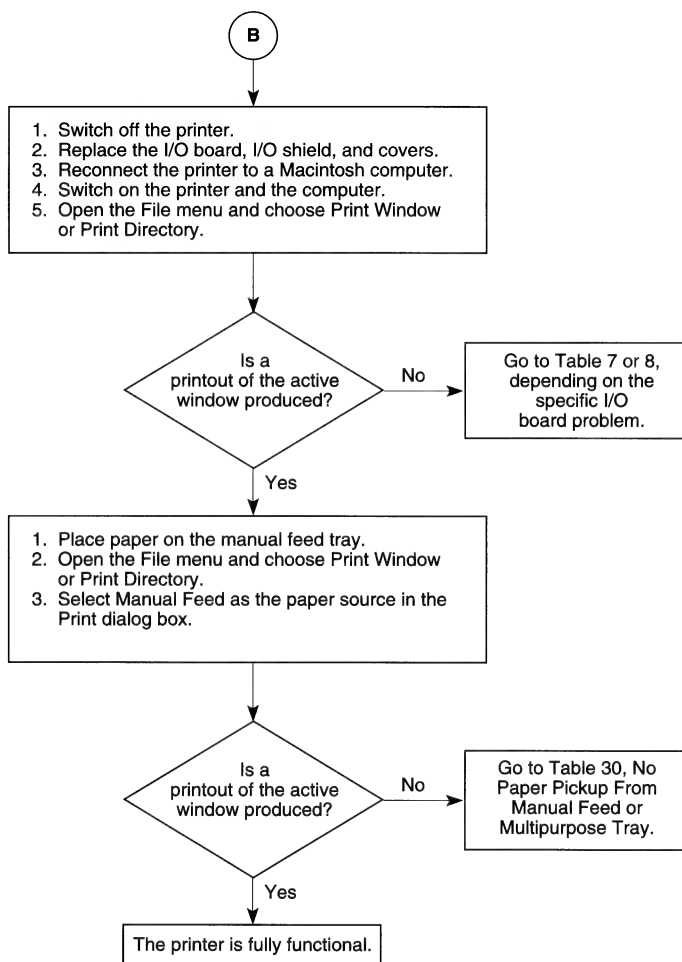 B
1. Switch off the printer.
2. Replace the I/O board, I/O shield, and covers.
3. Reconnect the printer to a Macintosh computer.
4. Switch on the printer and the computer.
5. Open the File menu and choose Print Window
or Print Directory.
Is a
printout of the active
window produced?
No
Go to Table 7 or 8,
depending on the
specific I/O
board problem.
Yes
1. Place paper on the manual feed tray.
2. Open the File menu and choose Print Window
or Print Directory.
3. Select Manual Feed as the paper source in the
Print dialog box.
Is a
printout of the active
window produced?
No
Go to Table 30, No
Paper Pickup From
Manual Feed or
Multipurpose Tray.
Yes
The printer is fully functional.